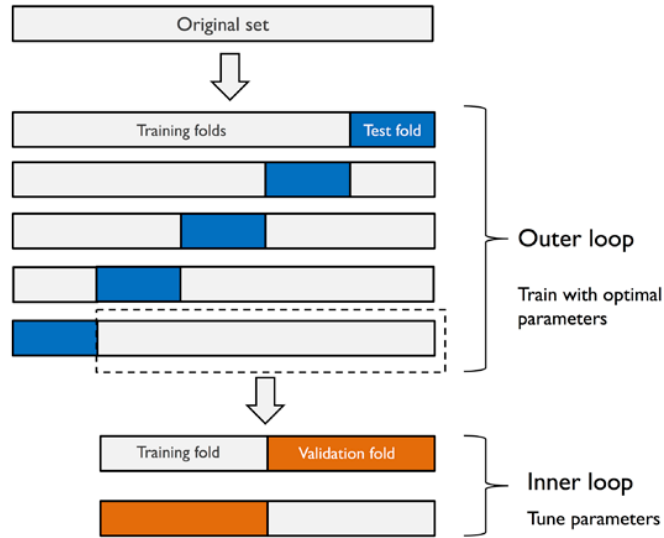 Original set
Training folds
Test fold
Outer loop
Train with optimal
parameters
Training fold
Validation fold
Inner loop
Tune parameters